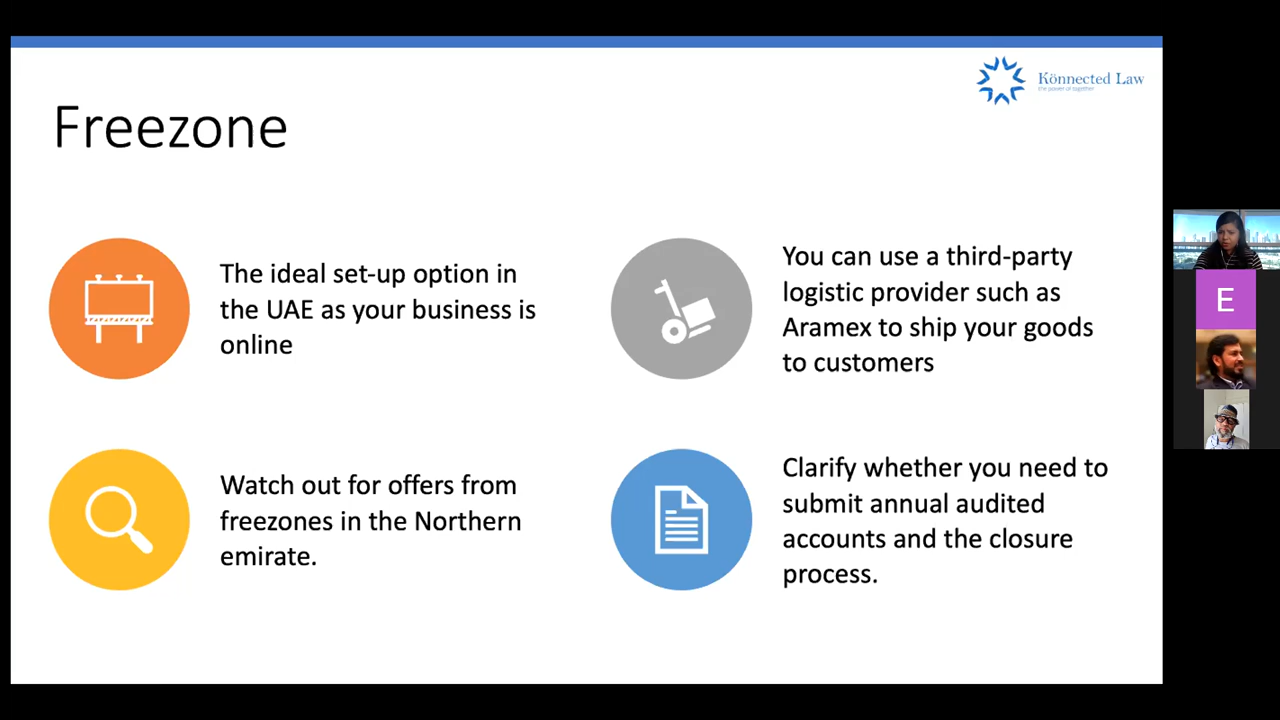 Könnected Law
the power of together
Freezone
The ideal set-up option in
the UAE as your business is
online
You can use a third-party
logistic provider such as
Aramex to ship your goods
to customers
Watch out for offers from
freezones in the Northern
emirate.
Clarify whether you need to
submit annual audited
accounts and the closure
process.
E